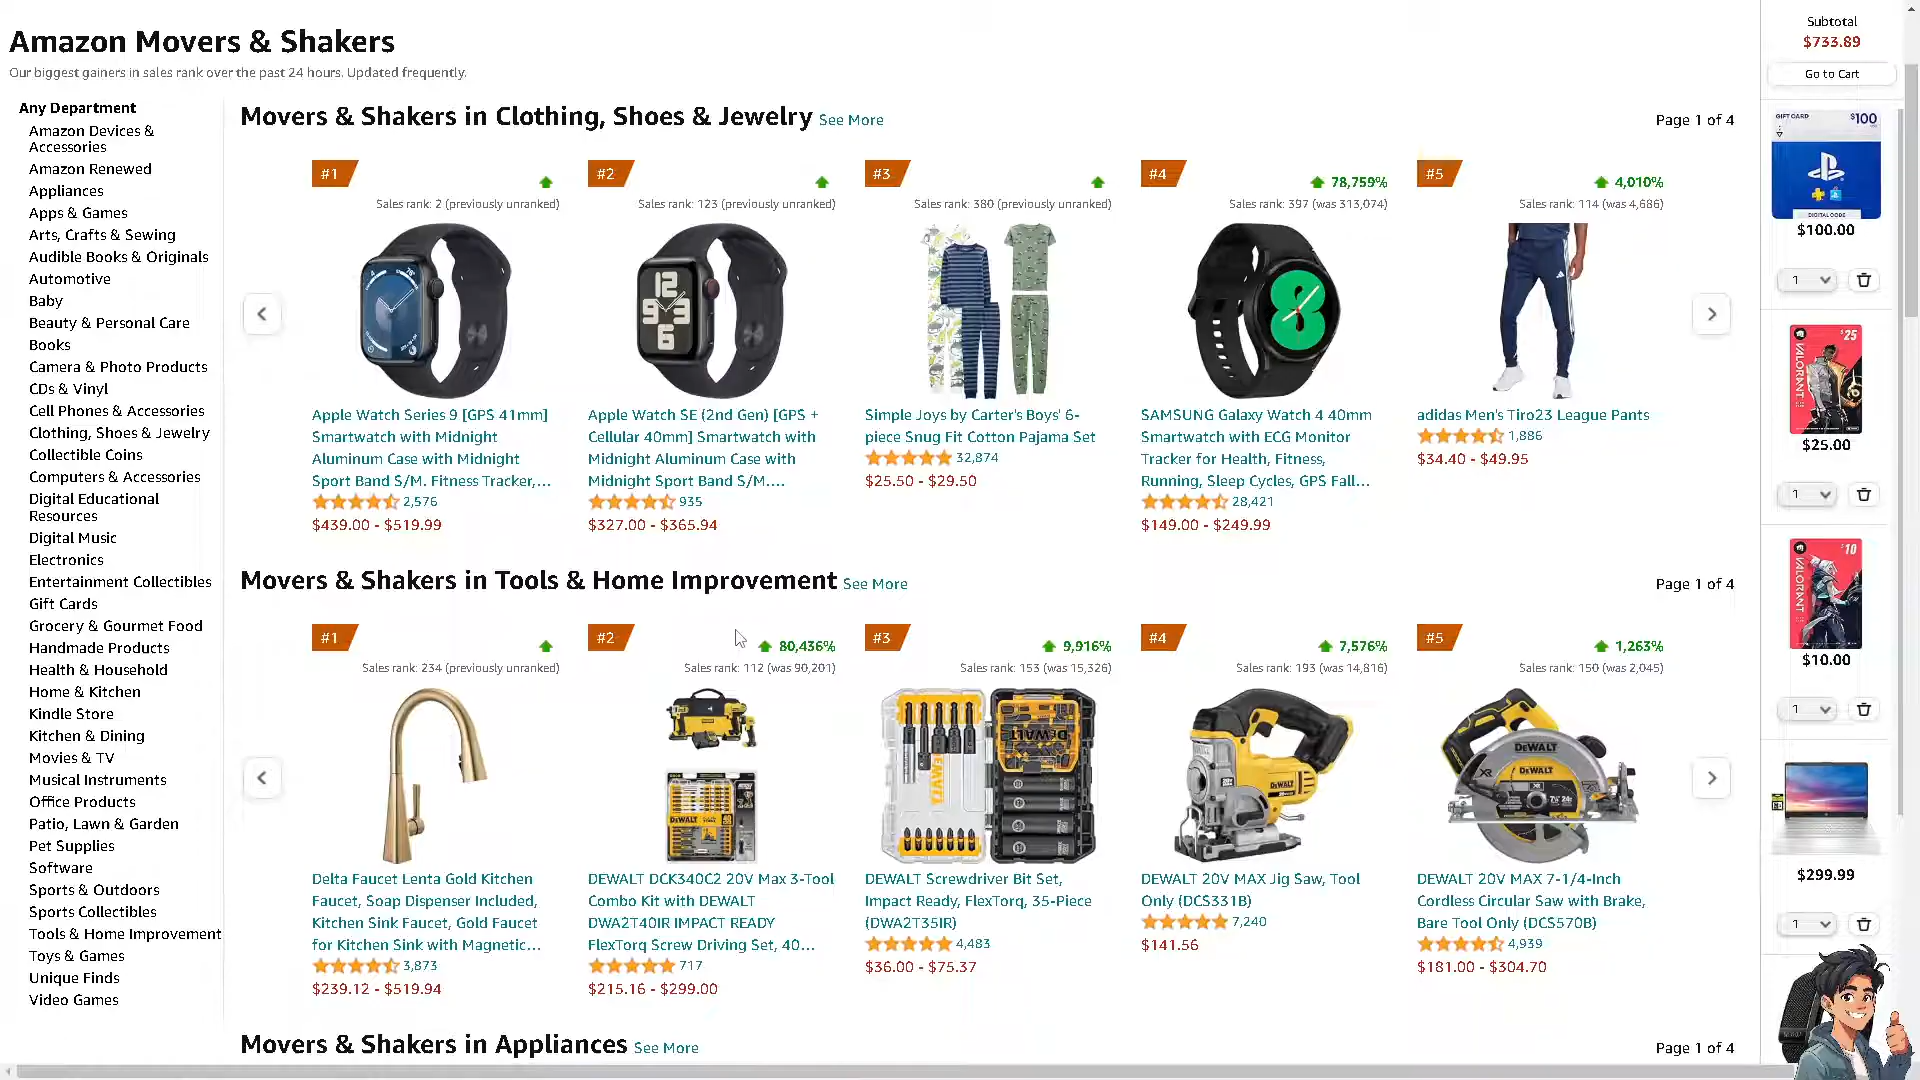 Amazon Movers & Shakers
Our biggest gainers in sales rank over the past 24 hours. Updated frequently.
Any Department
Amazon Devices &
Accessories
Amazon Renewed
Appliances
Apps & Games
Arts, Crafts & Sewing
Audible Books & Originals
Automotive
Baby
Beauty & Personal Care
Books
Camera & Photo Products
CDs & Vinyl
Cell Phones & Accessories
Clothing, Shoes & Jewelry
Collectible Coins
Computers & Accessories
Digital Educational
Resources
Digital Music
Electronics
Entertainment Collectibles
Gift Cards
Grocery & Gourmet Food
Handmade Products
Health & Household
Home & Kitchen
Kindle Store
Kitchen & Dining
Movies & TV
Musical Instruments
Office Products
Patio, Lawn & Garden
Pet Supplies
Software
Sports & Outdoors
Sports Collectibles
Tools & Home Improvement
Toys & Games
Unique Finds
Video Games
Movers & Shakers in Clothing, Shoes & Jewelry See More
Page 1 of 4
#1
Sales rank: 2 (previously unranked)
Apple Watch Series 9 [GPS 41mm]
Smartwatch with Midnight
Aluminum Case with Midnight
Sport Band S/M. Fitness Tracker,...
2,576
$439.00 - $519.99
#2
Sales rank: 123 (previously unranked)
Apple Watch SE (2nd Gen) [GPS +
Cellular 40mm] Smartwatch with
Midnight Aluminum Case with
Midnight Sport Band S/M....
935
$327.00 - $365.94
#3
Sales rank: 380 (previously unranked)
Simple Joys by Carter's Boys' 6-
piece Snug Fit Cotton Pajama Set
32,874
$25.50 - $29.50
#4
78,759%
Sales rank: 397 (was 313,074)
SAMSUNG Galaxy Watch 4 40mm
Smartwatch with ECG Monitor
Tracker for Health, Fitness,
Running, Sleep Cycles, GPS Fall...
28,421
$149.00 - $249.99
#5
4,010%
Sales rank: 114 (was 4,686)
adidas Men's Tiro23 League Pants
1,886
$34.40 - $49.95
Movers & Shakers in Tools & Home Improvement See More
Page 1 of 4
#1
Sales rank: 234 (previously unranked)
Delta Faucet Lenta Gold Kitchen
Faucet, Soap Dispenser Included,
Kitchen Sink Faucet, Gold Faucet
for Kitchen Sink with Magnetic...
3,873
$239.12 - $519.94
#2
80,436%
Sales rank: 112 (was 90,201)
DEWALT
DEWALT DCK340C2 20V Max 3-Tool
Combo Kit with DEWALT
DWA2T40IR IMPACT READY
FlexTorq Screw Driving Set, 40...
717
$215.16 - $299.00
#3
9,916%
Sales rank: 153 (was 15,326)
DEWALT
DEWALT
DEWALT Screwdriver Bit Set,
Impact Ready, FlexTorq, 35-Piece
(DWA2T35IR)
4,483
$36.00 - $75.37
#4
7,576%
Sales rank: 193 (was 14,816)
DEWALT
DEWALT 20V MAX Jig Saw, Tool
Only (DCS331B)
7,240
$141.56
#5
1,263%
Sales rank: 150 (was 2,045)
DEWALT
XR
DEWALT
DEWALT 20V MAX 7-1/4-Inch
Cordless Circular Saw with Brake,
Bare Tool Only (DCS570B)
4,939
$181.00 - $304.70
Movers & Shakers in Appliances See More
Page 1 of 4
Subtotal
$733.89
Go to Cart
GIFT CARD
$100
DIGITAL CODE
$100.00
1
$25
VALORANT
$25.00
1
$10
VALORANT
$10.00
1
$299.99
1